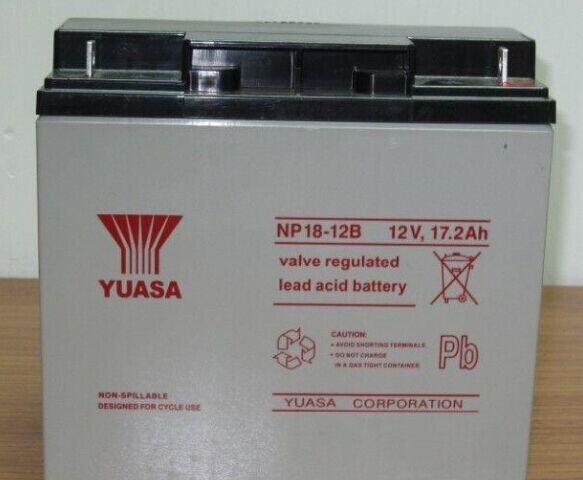 YUASA
NON-SPILLABLE
DESIGNED FOR CYCLE USE
NP18-12B 12V, 17.2Ah
valve regulated
lead acid battery
CAUTION:
• AVOID SHORTING TERMINALS
• DO NOT CHARGE
IN A GAS TIGHT CONTAINER
Pb
YUASA CORPORATION